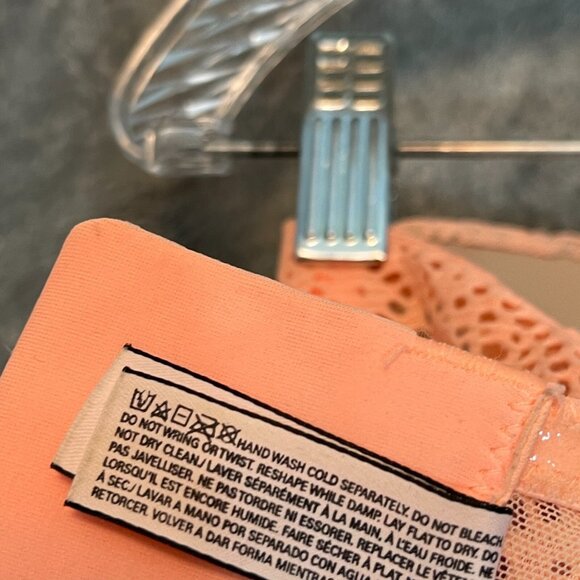 HAND WASH COLD SEPARATELY. DO NOT BLEACH
DO NOT WRING OR TWIST. RESHAPE WHILE DAMP. LAY FLAT TO DRY. DO
NOT DRY CLEAN./ LAVER SÉPARÉMENT À LA MAIN, À L'EAU FROIDE. NE
PAS JAVELLISER. NE PAS TORDRE NI ESSORER. REPLACER LE VÊTE
LORSQU'IL EST ENCORE HUMIDE. FAIRE SÉCHER À PLAT. N
À SEC/ LAVAR A MANO POR SEPARADO CON AGUA
RETORCER. VOLVER A DAR FORMA MIENTRAS